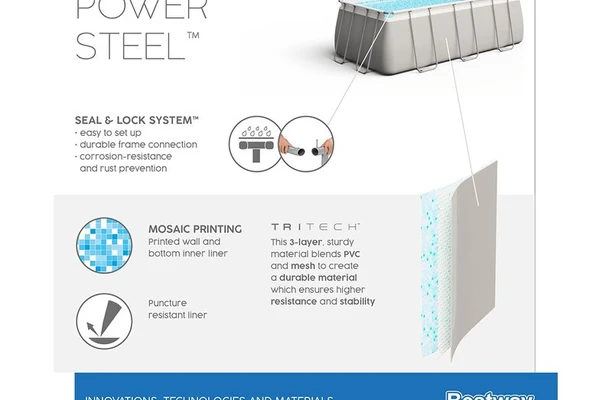 POWER
STEEL™
SEAL & LOCK SYSTEM™
• easy to set up
• durable frame connection
• corrosion-resistance
and rust prevention
MOSAIC PRINTING
Printed wall and
bottom inner liner
Puncture
resistant liner
TRITECH™
This 3-layer, sturdy
material blends PVC
and mesh to create
a durable material
which ensures higher
resistance and stability
INNOVATIONS, TECHNOLOGIES AND MATERIALS
Bestway